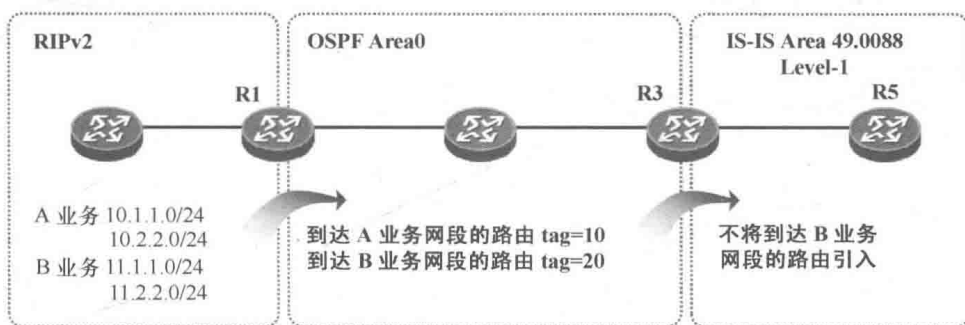 RIPv2
OSPF Area0
IS-IS Area 49.0088
Level-1
R1
R3
R5
A 业务 10.1.1.0/24
10.2.2.0/24
B 业务 11.1.1.0/24
11.2.2.0/24
到达 A 业务网段的路由 tag=10
到达 B 业务网段的路由 tag=20
不将到达 B 业务
网段的路由引入